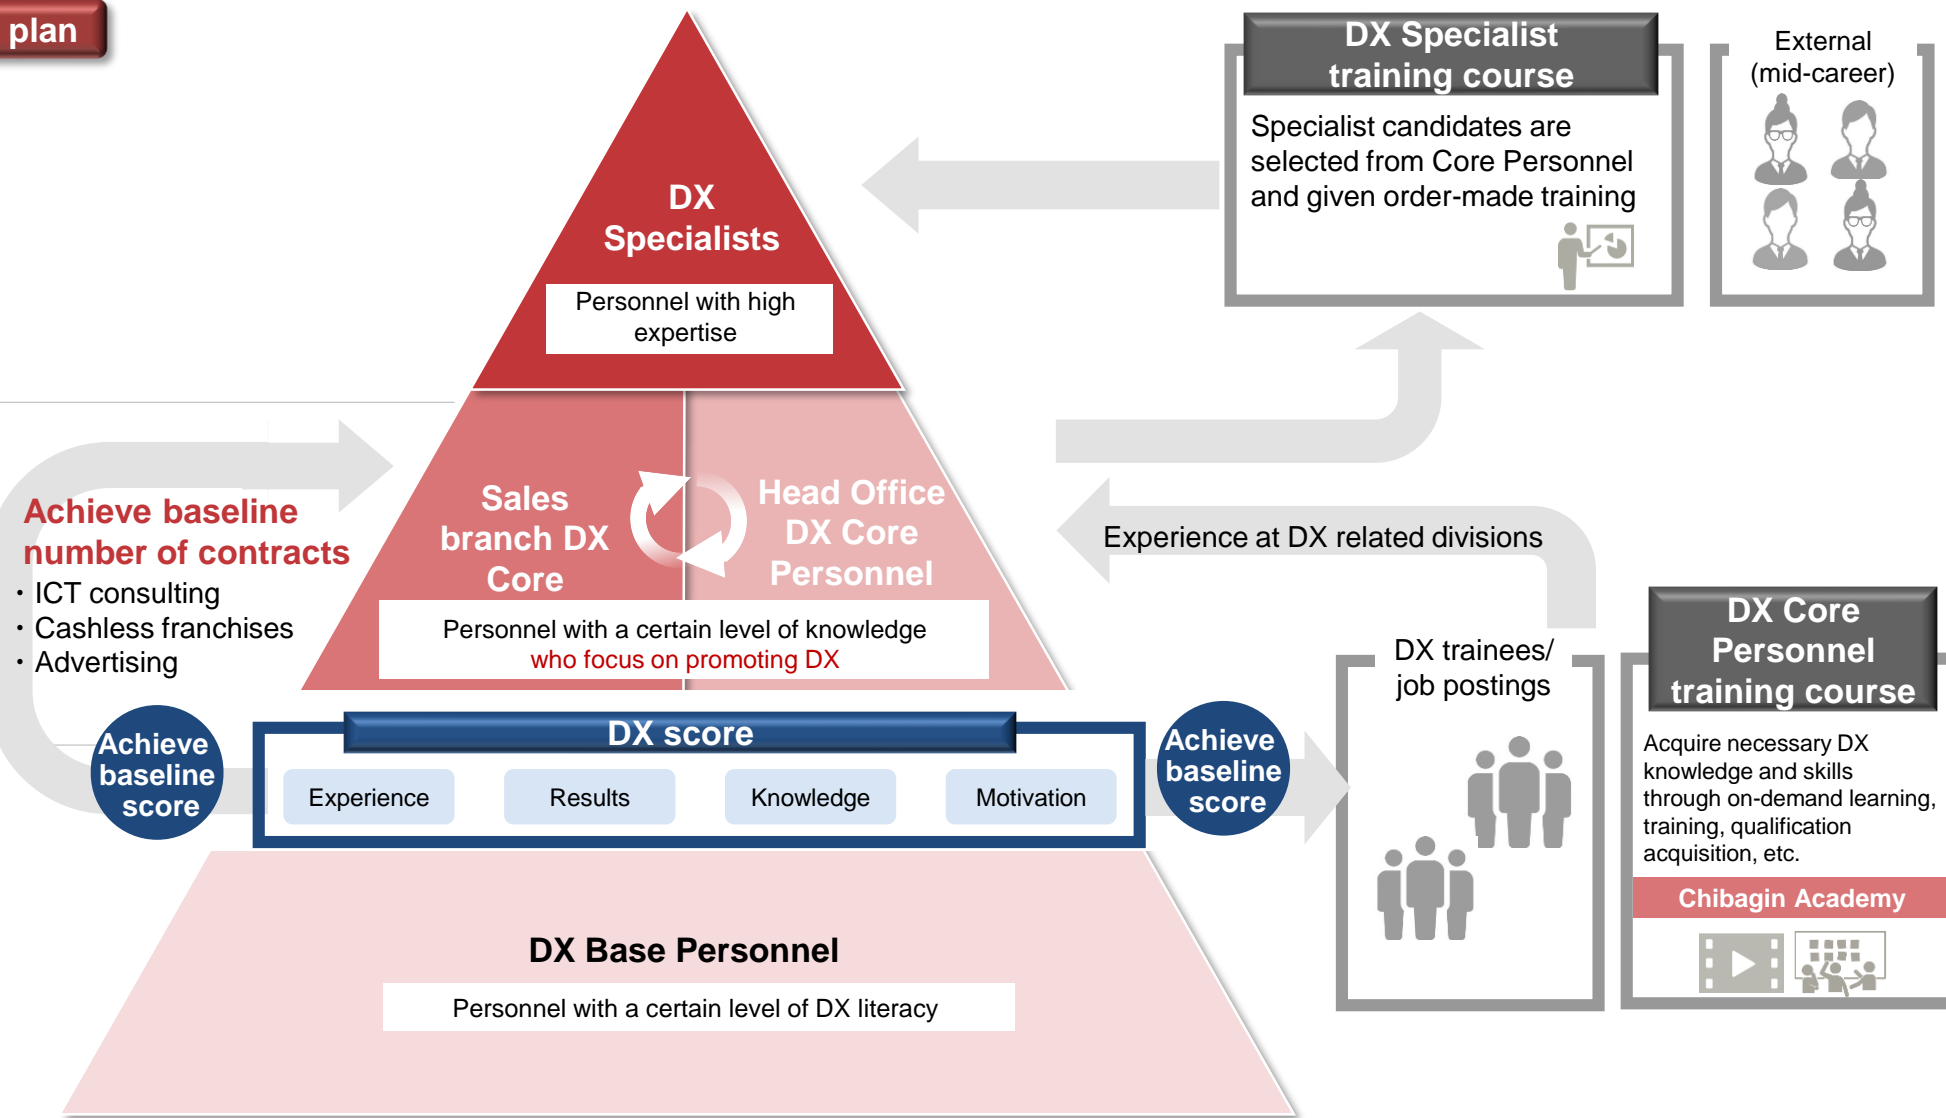 plan
DX Specialist
training course
Specialist candidates are
selected from Core Personnel
and given order-made training
External
(mid-career)
DX
Specialists
Personnel with high
expertise
Achieve baseline
number of contracts
・ICT consulting
・Cashless franchises
・Advertising
Sales
branch DX
Core
Head Office
DX Core
Personnel
Personnel with a certain level of knowledge
who focus on promoting DX
Experience at DX related divisions
DX trainees/
job postings
DX Core
Personnel
training course
Acquire necessary DX
knowledge and skills
through on-demand learning,
training, qualification
acquisition, etc.
Chibagin Academy
Achieve
baseline
score
DX score
Experience
Results
Knowledge
Motivation
Achieve
baseline
score
DX Base Personnel
Personnel with a certain level of DX literacy